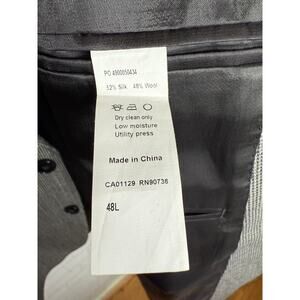 PO 4900050434
52% Silk 48% Wool
Dry clean only
Low moisture
Utility press
Made in China
CA01129 RN90736
48L